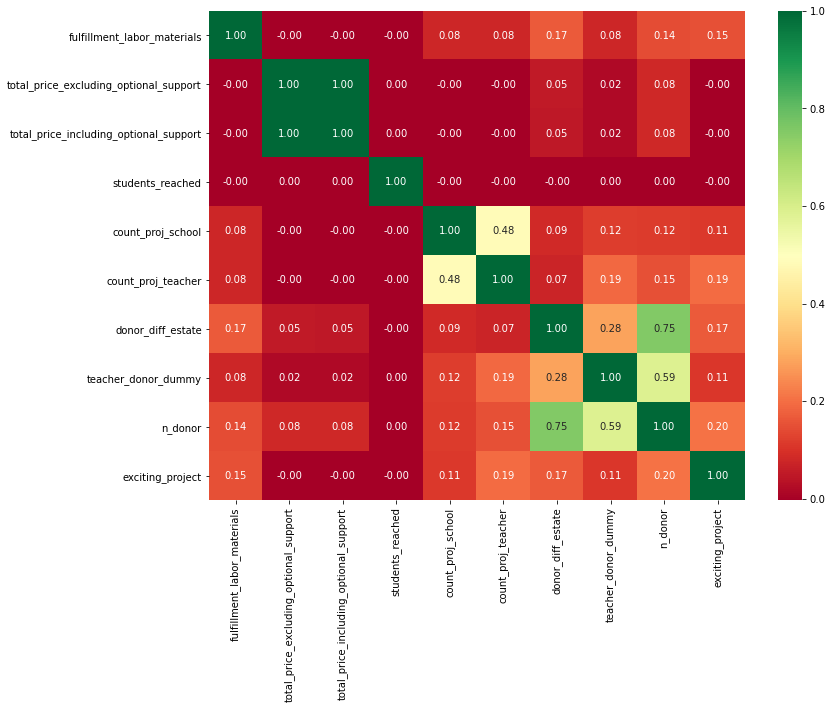 fulfillment_labor_materials 1.00 -0.00 -0.00 -0.00 0.08 0.08 0.17 0.08 0.14 0.15
total_price_excluding_optional_support -0.00 1.00 1.00 0.00 -0.00 -0.00 0.05 0.02 0.08 -0.00
total_price_including_optional_support -0.00 1.00 1.00 0.00 -0.00 -0.00 0.05 0.02 0.08 -0.00
students_reached -0.00 0.00 0.00 1.00 -0.00 -0.00 -0.00 0.00 0.00 -0.00
count_proj_school 0.08 -0.00 -0.00 -0.00 1.00 0.48 0.09 0.12 0.12 0.11
count_proj_teacher 0.08 -0.00 -0.00 -0.00 0.48 1.00 0.07 0.19 0.15 0.19
donor_diff_estate 0.17 0.05 0.05 -0.00 0.09 0.07 1.00 0.28 0.75 0.17
teacher_donor_dummy 0.08 0.02 0.02 0.00 0.12 0.19 0.28 1.00 0.59 0.11
n_donor 0.14 0.08 0.08 0.00 0.12 0.15 0.75 0.59 1.00 0.20
exciting_project 0.15 -0.00 -0.00 -0.00 0.11 0.19 0.17 0.11 0.20 1.00
fulfillment_labor_materials
total_price_excluding_optional_support
total_price_including_optional_support
students_reached
count_proj_school
count_proj_teacher
donor_diff_estate
teacher_donor_dummy
n_donor
exciting_project
1.0
0.8
0.6
0.4
0.2
0.0